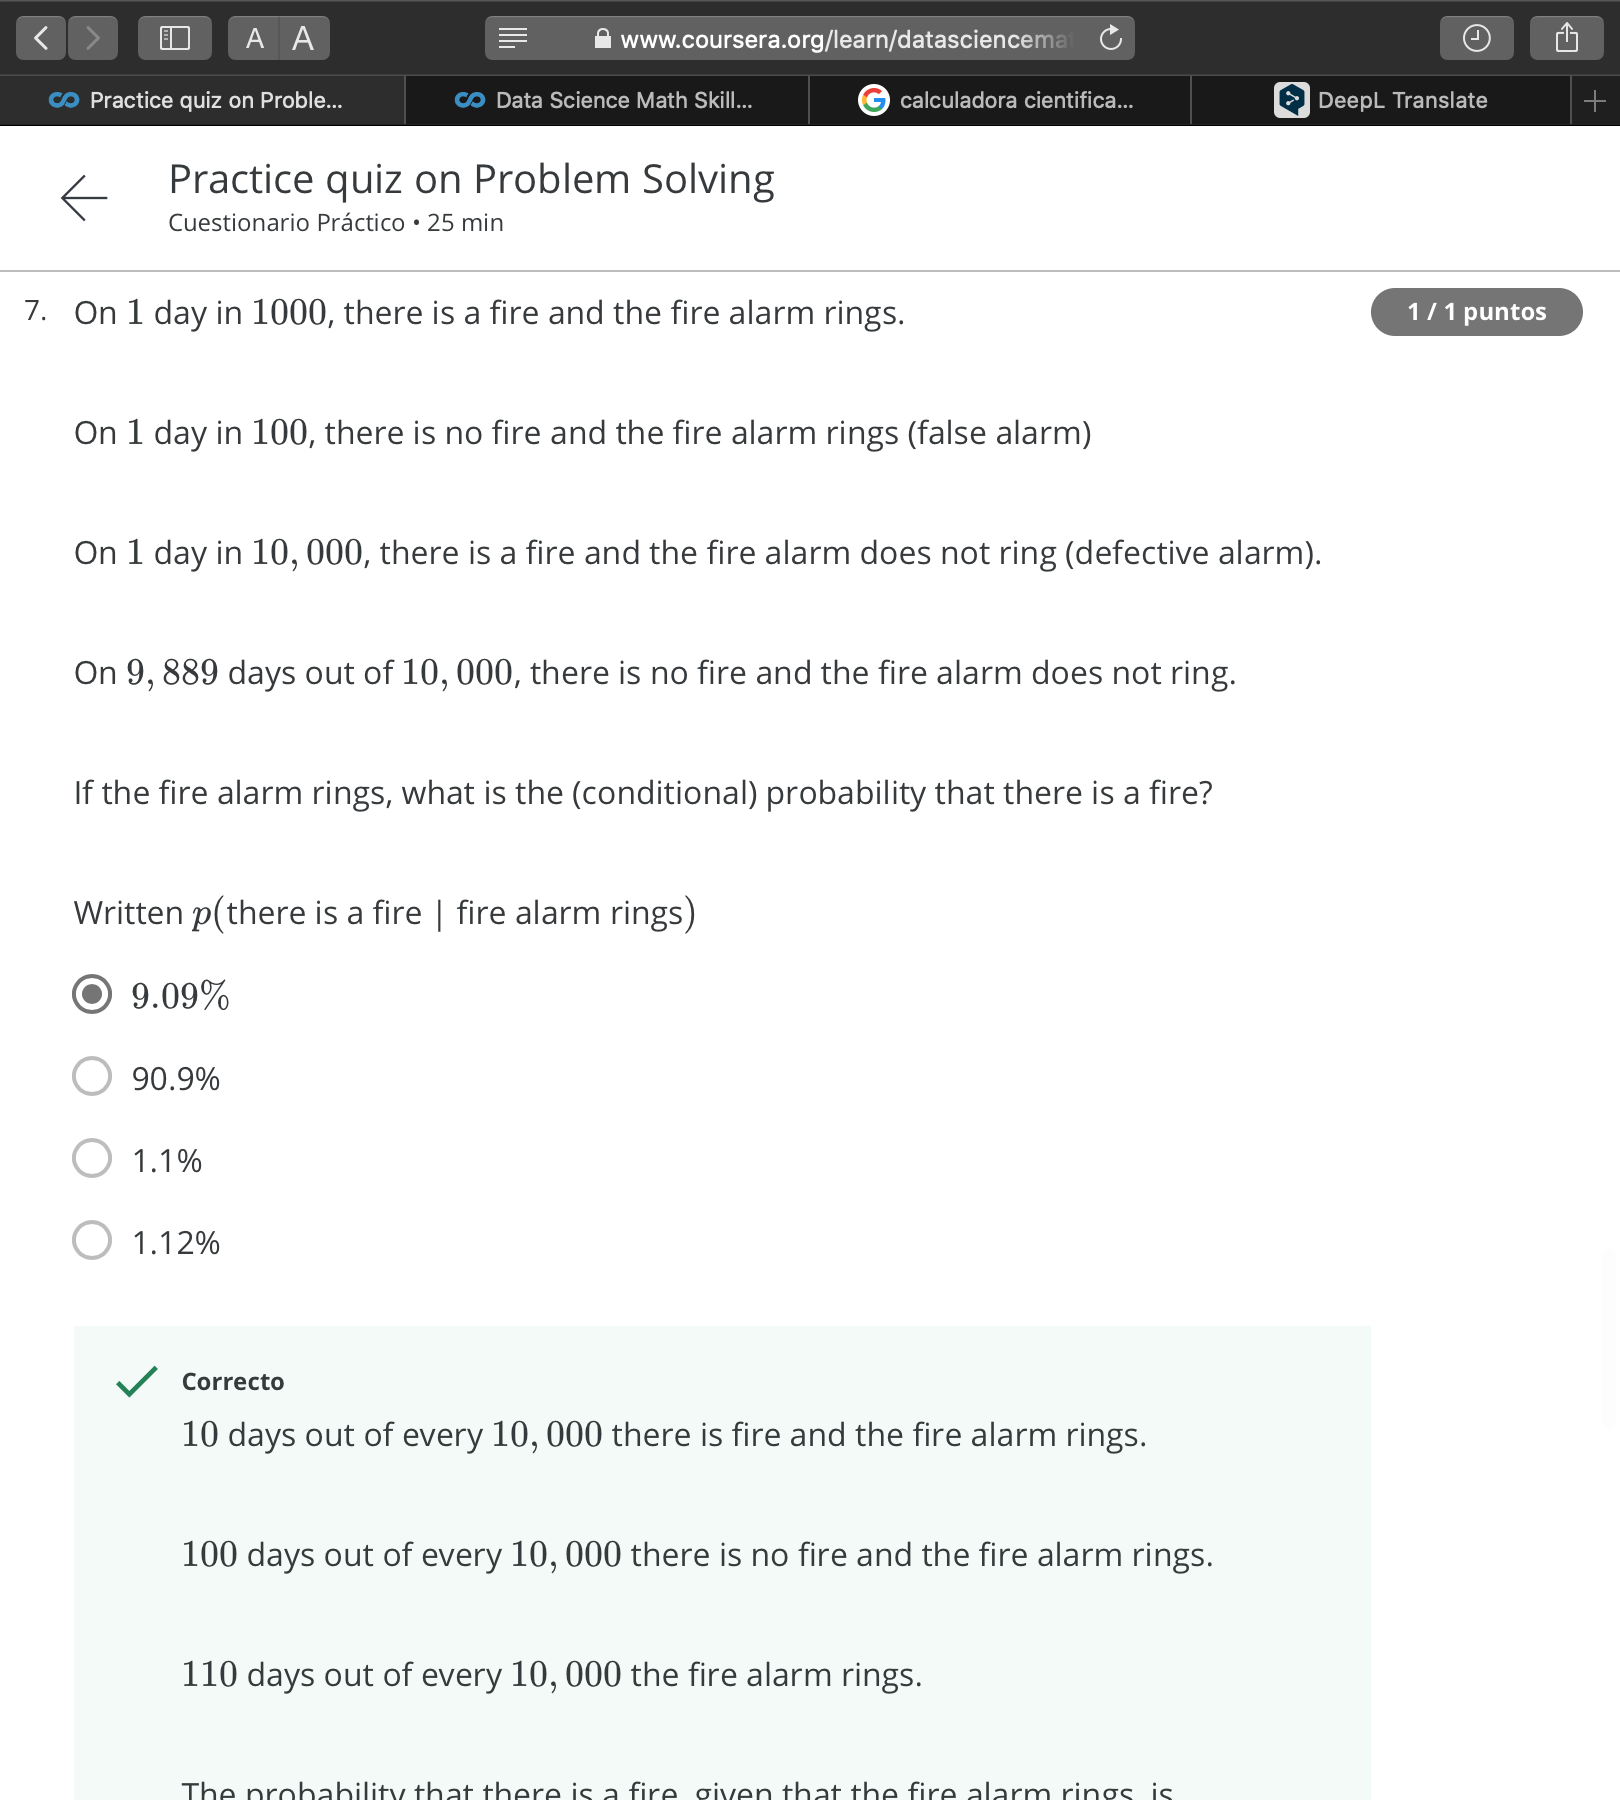 A A
www.coursera.org/learn/datasciencema
Practice quiz on Proble...
Data Science Math Skill...
calculadora cientifica...
DeepL Translate
Practice quiz on Problem Solving
Cuestionario Práctico • 25 min
7. On 1 day in 1000, there is a fire and the fire alarm rings.
1 / 1 puntos
On 1 day in 100, there is no fire and the fire alarm rings (false alarm)
On 1 day in 10, 000, there is a fire and the fire alarm does not ring (defective alarm).
On 9, 889 days out of 10, 000, there is no fire and the fire alarm does not ring.
If the fire alarm rings, what is the (conditional) probability that there is a fire?
Written p(there is a fire | fire alarm rings)
9.09%
90.9%
1.1%
1.12%
Correcto
10 days out of every 10, 000 there is fire and the fire alarm rings.
100 days out of every 10, 000 there is no fire and the fire alarm rings.
110 days out of every 10, 000 the fire alarm rings.
The probability that there is a fire, given that the fire alarm rings, is